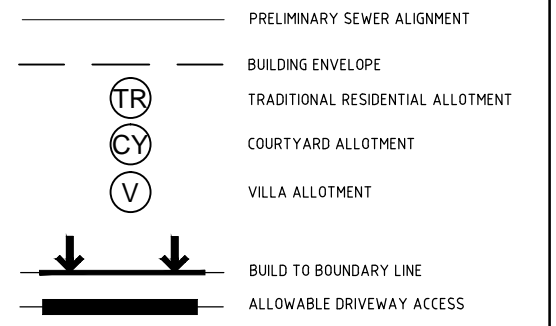 PRELIMINARY SEWER ALIGNMENT
BUILDING ENVELOPE
TR TRADITIONAL RESIDENTIAL ALLOTMENT
CY COURTYARD ALLOTMENT
V VILLA ALLOTMENT
BUILD TO BOUNDARY LINE
ALLOWABLE DRIVEWAY ACCESS